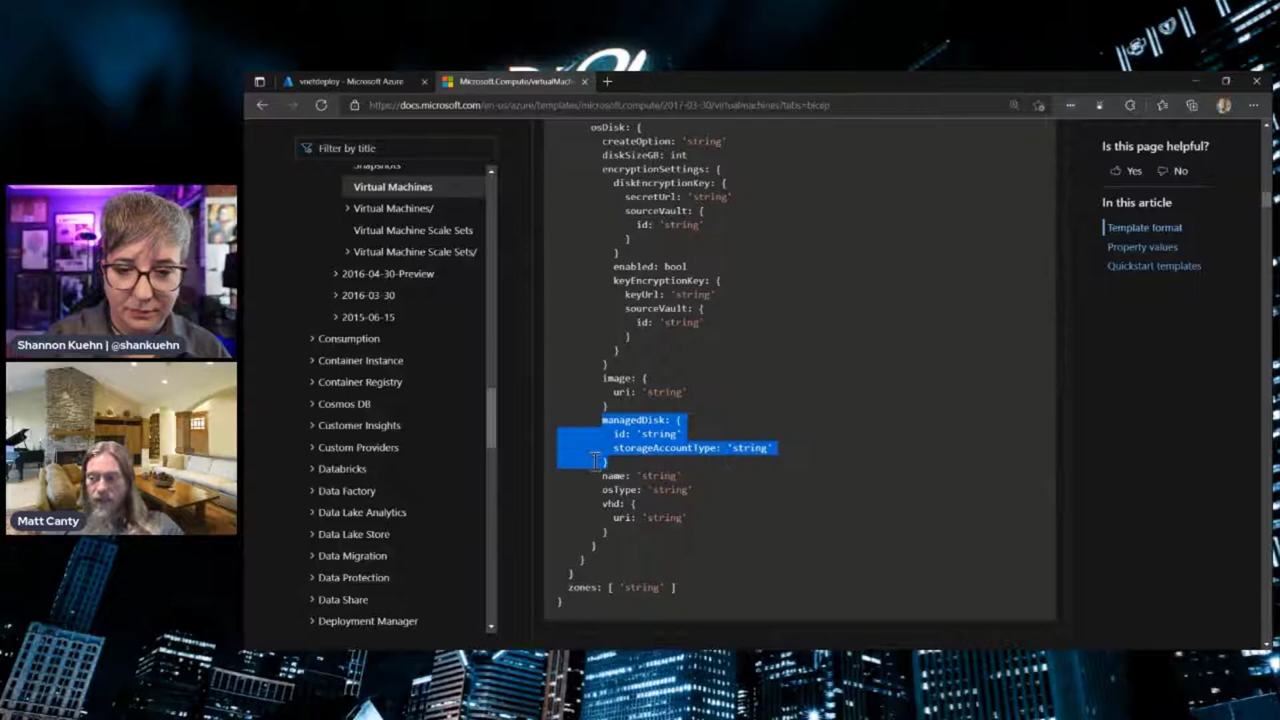 vnetdeploy - Microsoft Azure
Microsoft.Compute/virtualMach
https://docs.microsoft.com/en-us/azure/templates/microsoft.compute/2017-03-30/virtualmachines?tabs=bicep
Filter by title
Snapshots
Virtual Machines
Virtual Machines/
Virtual Machine Scale Sets
Virtual Machine Scale Sets/
2016-04-30-Preview
2016-03-30
2015-06-15
Consumption
Container Instance
Container Registry
Cosmos DB
Customer Insights
Custom Providers
Databricks
Data Factory
Data Lake Analytics
Data Lake Store
Data Migration
Data Protection
Data Share
Deployment Manager
osDisk: {
createOption: 'string'
diskSizeGB: int
encryptionSettings: {
diskEncryptionKey: {
secretUrl: 'string'
sourceVault: {
id: 'string'
}
}
enabled: bool
keyEncryptionKey: {
keyUrl: 'string'
sourceVault: {
id: 'string'
}
}
}
image: {
uri: 'string'
}
managedDisk: {
id: 'string'
storageAccountType: 'string'
}
name: 'string'
osType: 'string'
vhd: {
uri: 'string'
}
}
}
}
zones: [ 'string' ]
}
Is this page helpful?
Yes No
In this article
Template format
Property values
Quickstart templates
Shannon Kuehn | @shankuehn
Matt Canty